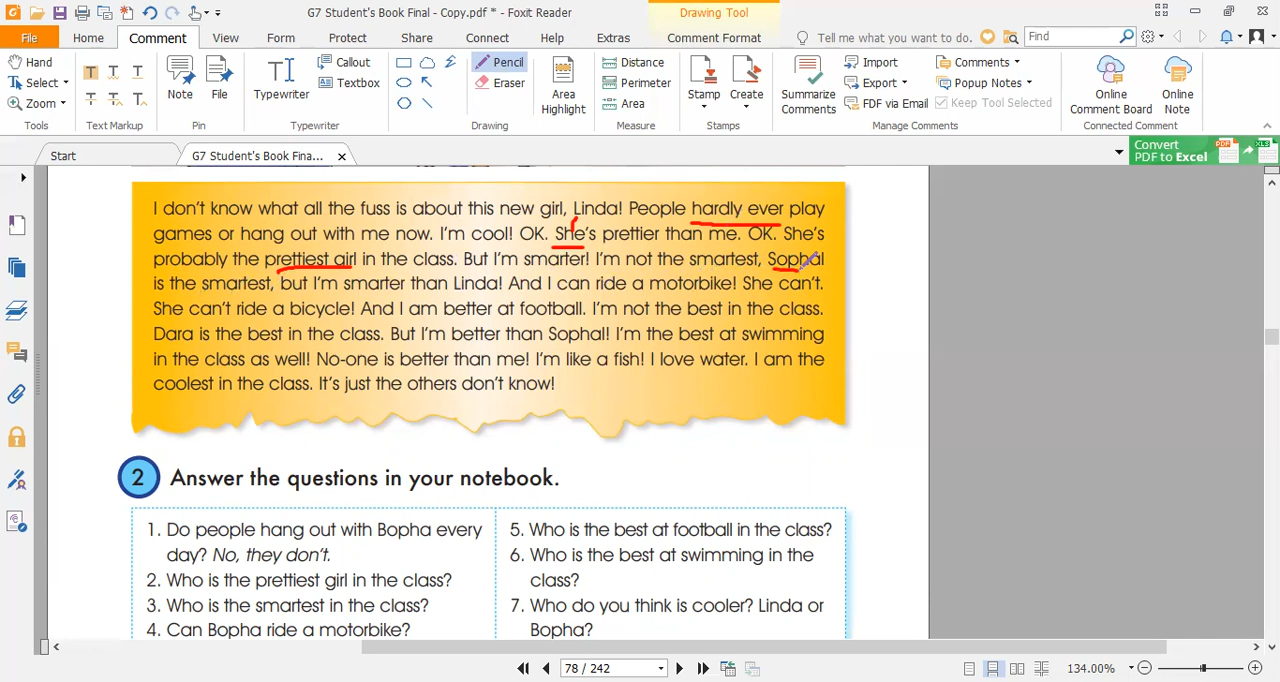 G7 Student's Book Final - Copy.pdf * - Foxit Reader
Drawing Tool
File Home Comment View Form Protect Share Connect Help Extras Comment Format
Tell me what you want to do.
Find
Hand
Select
Zoom
Tools
Text Markup
Note
File
Pin
Typewriter
Callout
Textbox
Typewriter
Pencil
Eraser
Drawing
Area
Highlight
Distance
Perimeter
Area
Measure
Stamp
Create
Stamps
Summarize
Comments
Import
Export
FDF via Email
Comments
Popup Notes
Keep Tool Selected
Manage Comments
Online
Comment Board
Online
Note
Connected Comment
Start
G7 Student's Book Fina...
Convert
PDF to Excel
I don't know what all the fuss is about this new girl, Linda! People hardly ever play
games or hang out with me now. I'm cool! OK. She's prettier than me. OK. She's
probably the prettiest girl in the class. But I'm smarter! I'm not the smartest, Sophal
is the smartest, but I'm smarter than Linda! And I can ride a motorbike! She can't.
She can't ride a bicycle! And I am better at football. I'm not the best in the class.
Dara is the best in the class. But I'm better than Sophal! I'm the best at swimming
in the class as well! No-one is better than me! I'm like a fish! I love water. I am the
coolest in the class. It's just the others don't know!
2 Answer the questions in your notebook.
1. Do people hang out with Bopha every
day? No, they don't.
2. Who is the prettiest girl in the class?
3. Who is the smartest in the class?
4. Can Bopha ride a motorbike?
5. Who is the best at football in the class?
6. Who is the best at swimming in the
class?
7. Who do you think is cooler? Linda or
Bopha?
78 / 242
134.00%